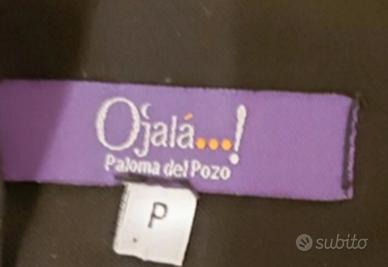 Ojalá...!
Paloma del Pozo
P
subito